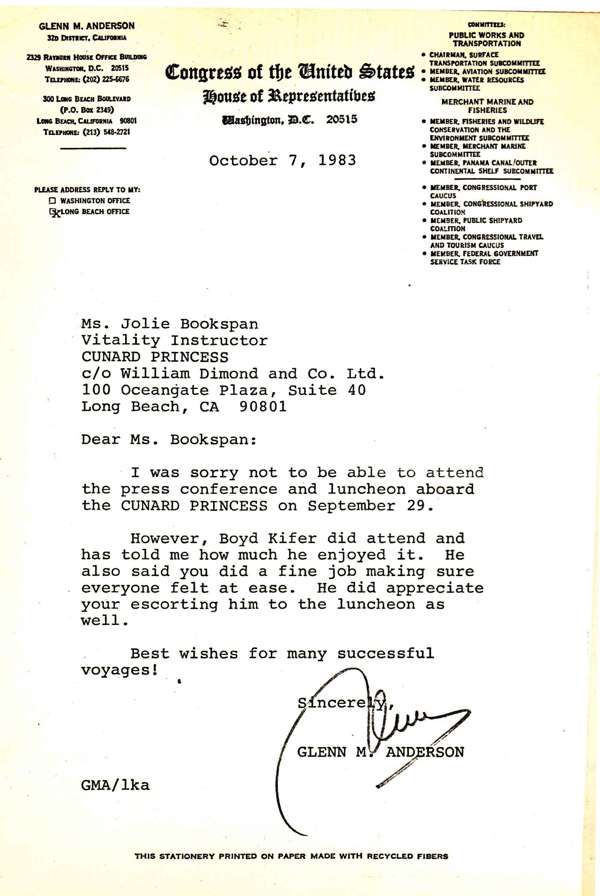 GLENN M. ANDERSON
32D DISTRICT, CALIFORNIA
2329 RAYBURN HOUSE OFFICE BUILDING
WASHINGTON, D.C. 20515
TELEPHONE: (202) 225-6676
300 LONG BEACH BOULEVARD
(P.O. BOX 2349)
LONG BEACH, CALIFORNIA 90801
TELEPHONE: (213) 548-2721
PLEASE ADDRESS REPLY TO MY:
WASHINGTON OFFICE
LONG BEACH OFFICE
Congress of the United States
House of Representatives
Washington, D.C. 20515
October 7, 1983
COMMITTEES:
PUBLIC WORKS AND
TRANSPORTATION
• CHAIRMAN, SURFACE
TRANSPORTATION SUBCOMMITTEE
• MEMBER, AVIATION SUBCOMMITTEE
• MEMBER, WATER RESOURCES
SUBCOMMITTEE
MERCHANT MARINE AND
FISHERIES
• MEMBER, FISHERIES AND WILDLIFE
CONSERVATION AND THE
ENVIRONMENT SUBCOMMITTEE
• MEMBER, MERCHANT MARINE
SUBCOMMITTEE
• MEMBER, PANAMA CANAL/OUTER
CONTINENTAL SHELF SUBCOMMITTEE
• MEMBER, CONGRESSIONAL PORT
CAUCUS
• MEMBER, CONGRESSIONAL SHIPYARD
COALITION
• MEMBER, PUBLIC SHIPYARD
COALITION
• MEMBER, CONGRESSIONAL TRAVEL
AND TOURISM CAUCUS
• MEMBER, FEDERAL GOVERNMENT
SERVICE TASK FORCE
Ms. Jolie Bookspan
Vitality Instructor
CUNARD PRINCESS
c/o William Dimond and Co. Ltd.
100 Oceangate Plaza, Suite 40
Long Beach, CA 90801
Dear Ms. Bookspan:
I was sorry not to be able to attend
the press conference and luncheon aboard
the CUNARD PRINCESS on September 29.
However, Boyd Kifer did attend and
has told me how much he enjoyed it. He
also said you did a fine job making sure
everyone felt at ease. He did appreciate
your escorting him to the luncheon as
well.
Best wishes for many successful
voyages!
Sincerely,
GLENN M. ANDERSON
GMA/lka
THIS STATIONERY PRINTED ON PAPER MADE WITH RECYCLED FIBERS